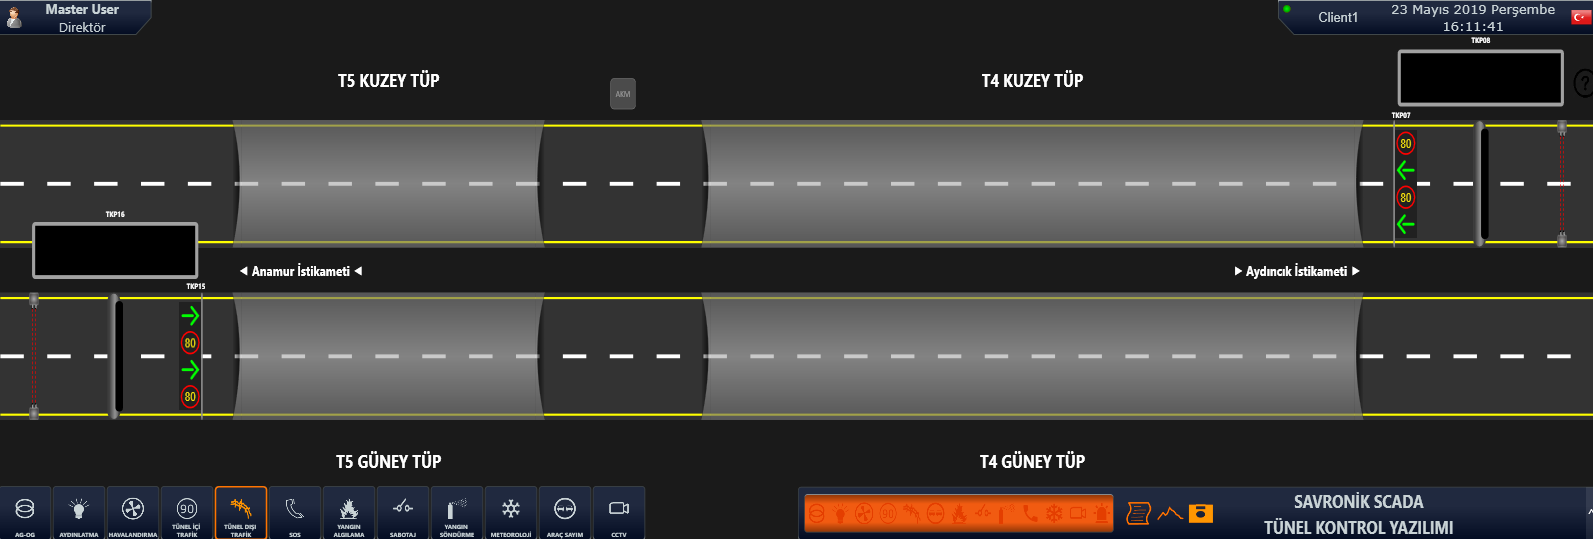 Master User
Direktör
Client1
23 Mayıs 2019 Perşembe
16:11:41
TKP08
T5 KUZEY TÜP
AKM
T4 KUZEY TÜP
?
TKP07
80
80
TKP16
◄ Anamur İstikameti ◄
► Aydıncık İstikameti ►
TKP15
80
80
T5 GÜNEY TÜP
T4 GÜNEY TÜP
AG-OG
AYDINLATMA
HAVALANDIRMA
90
TÜNEL İÇİ
TRAFİK
TÜNEL DIŞI
TRAFİK
SOS
YANGIN
ALGILAMA
SABOTAJ
YANGIN
SÖNDÜRME
METEOROLOJİ
ARAÇ SAYIM
CCTV
90
SAVRONİK SCADA
TÜNEL KONTROL YAZILIMI